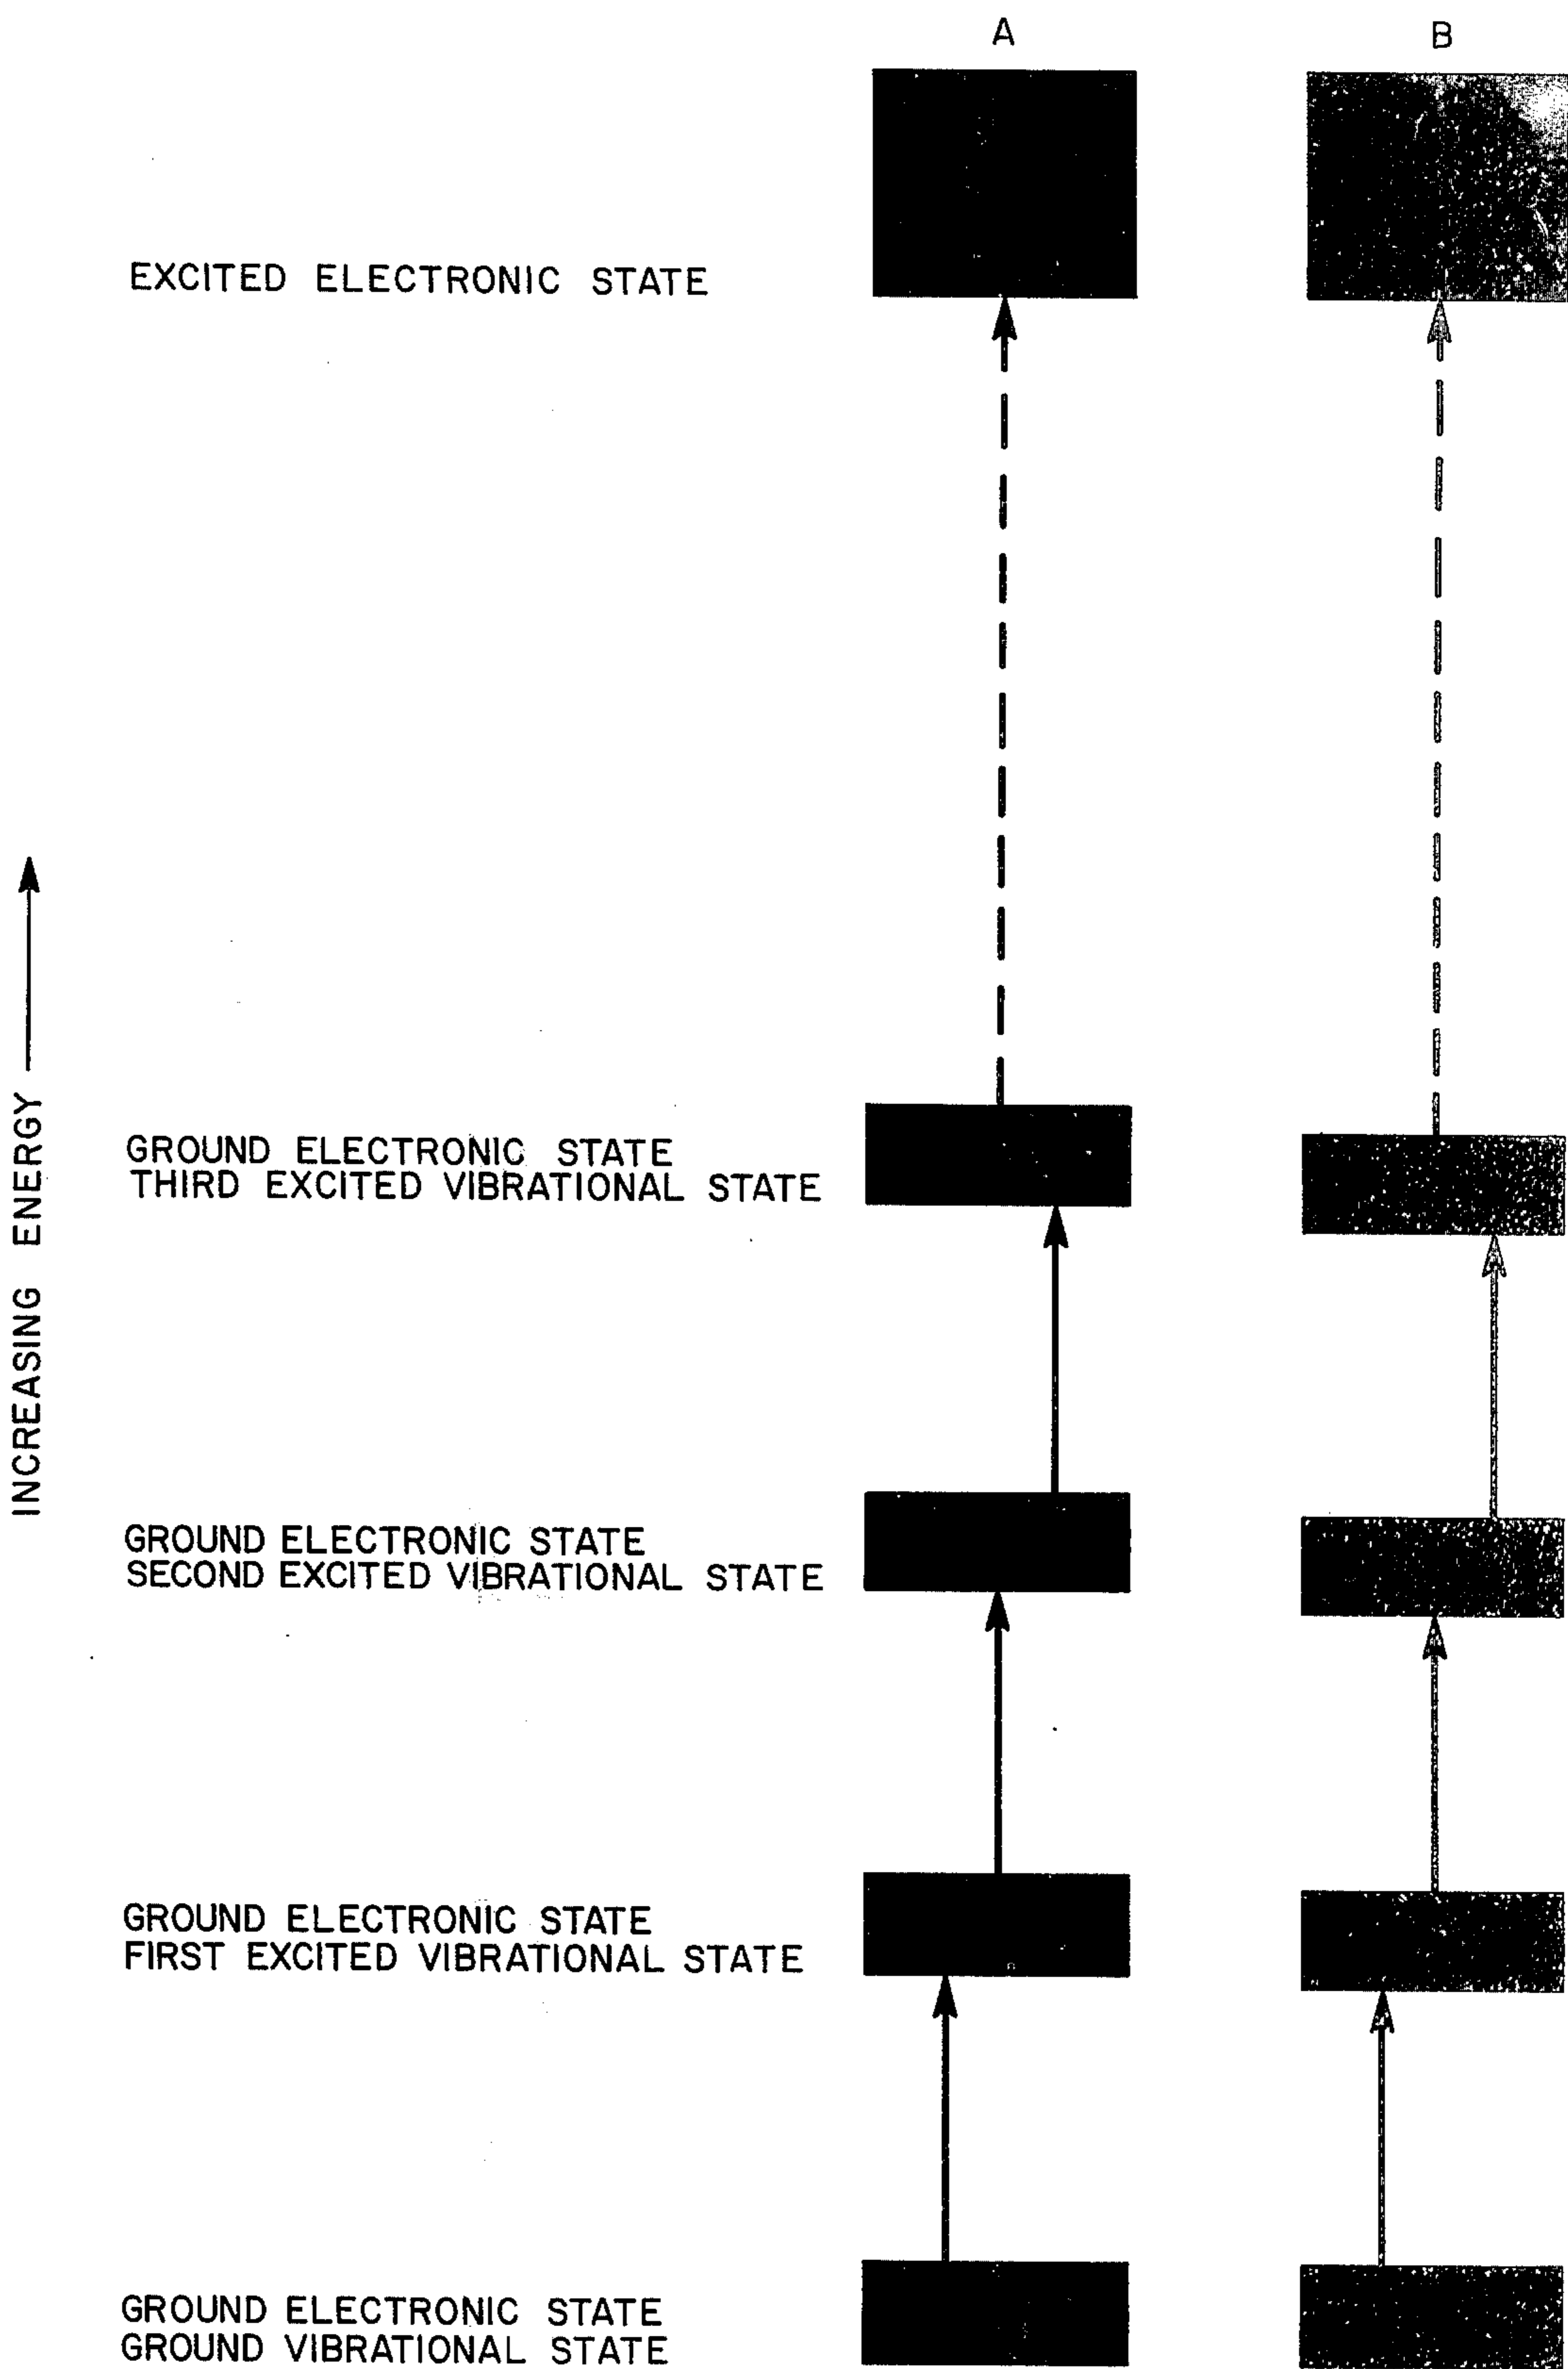 A
B
EXCITED ELECTRONIC STATE
GROUND ELECTRONIC STATE
THIRD EXCITED VIBRATIONAL STATE
GROUND ELECTRONIC STATE
SECOND EXCITED VIBRATIONAL STATE
GROUND ELECTRONIC STATE
FIRST EXCITED VIBRATIONAL STATE
GROUND ELECTRONIC STATE
GROUND VIBRATIONAL STATE
INCREASING ENERGY